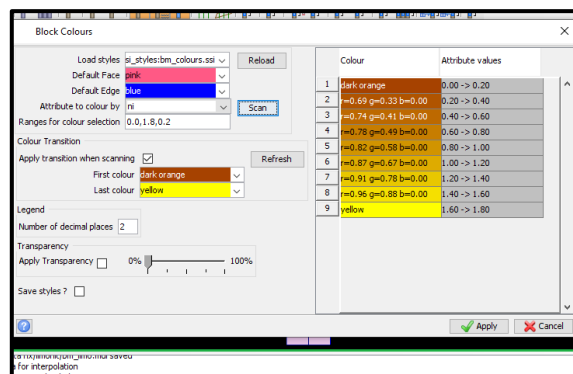 Block Colours
Load styles si_styles:bm_colours.ssi Reload
Default Face pink
Default Edge blue
Attribute to colour by ni Scan
Ranges for colour selection 0.0,1.8,0.2
Colour Transition
Apply transition when scanning Refresh
First colour dark orange
Last colour yellow
Legend
Number of decimal places 2
Transparency
Apply Transparency 0% 100%
Save styles ?
Colour Attribute values
1 dark orange 0.00 -> 0.20
2 r=0.69 g=0.33 b=0.00 0.20 -> 0.40
3 r=0.74 g=0.41 b=0.00 0.40 -> 0.60
4 r=0.78 g=0.49 b=0.00 0.60 -> 0.80
5 r=0.82 g=0.58 b=0.00 0.80 -> 1.00
6 r=0.87 g=0.67 b=0.00 1.00 -> 1.20
7 r=0.91 g=0.78 b=0.00 1.20 -> 1.40
8 r=0.96 g=0.88 b=0.00 1.40 -> 1.60
9 yellow 1.60 -> 1.80
Apply Cancel
for interpolation